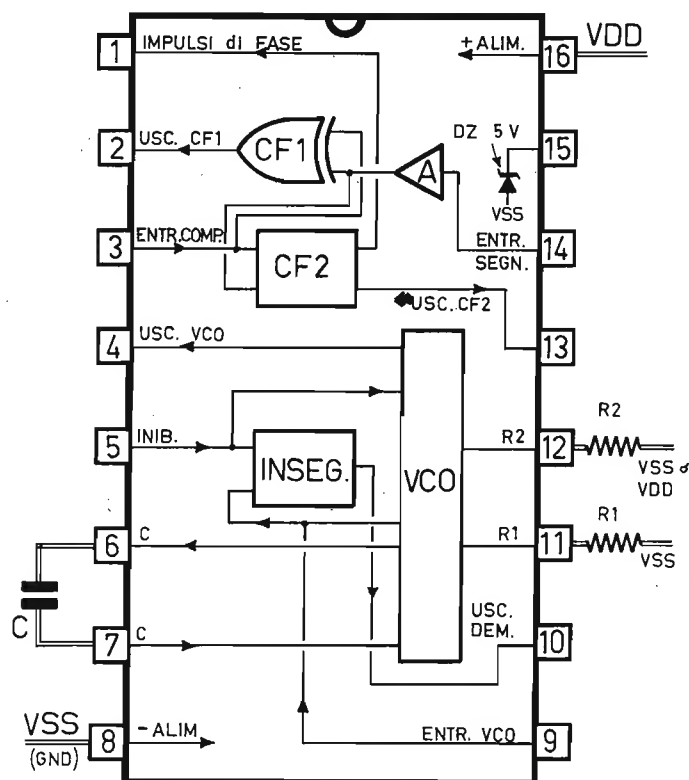 1
IMPULSI di FASE
+ ALIM.
16
VDD
2
USC. CF1
CF1
A
DZ 5 V
VSS
15
3
ENTR.COMP.
CF2
ENTR.
SEGN.
14
USC. CF2
13
4
USC. VCO
VCO
5
INIB.
INSEG.
R2
12
R2
VSS o
VDD
6
C
R1
11
R1
VSS
C
7
C
USC.
DEM.
10
VSS
(GND)
8
- ALIM
ENTR. VCO
9